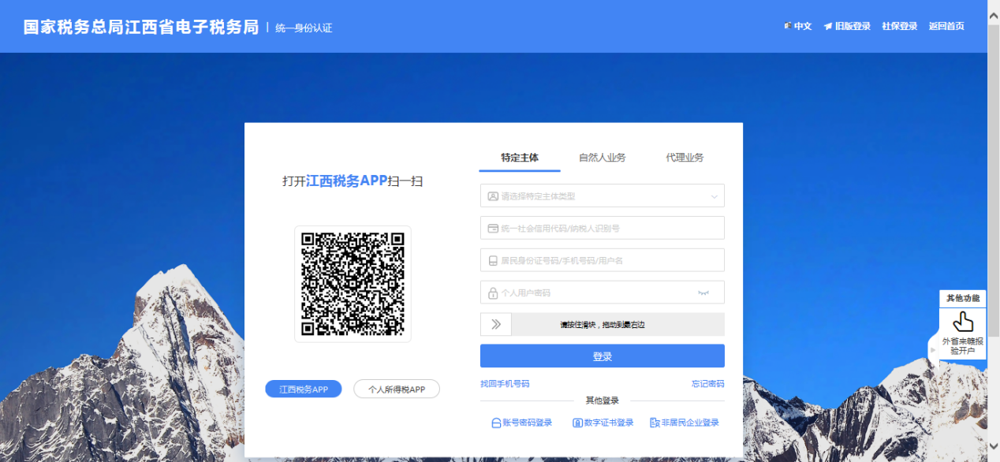 国家税务总局江西省电子税务局 | 统一身份认证
中文 旧版登录 社保登录 返回首页
打开江西税务APP扫一扫
江西税务APP 个人所得税APP
特定主体 自然人业务 代理业务
请选择特定主体类型
统一社会信用代码/纳税人识别号
居民身份证号码/手机号码/用户名
个人用户密码
请按住滑块，拖动到最右边
登录
找回手机号码 忘记密码
其他登录
账号密码登录 数字证书登录 非居民企业登录
其他功能
外省来赣报
验开户